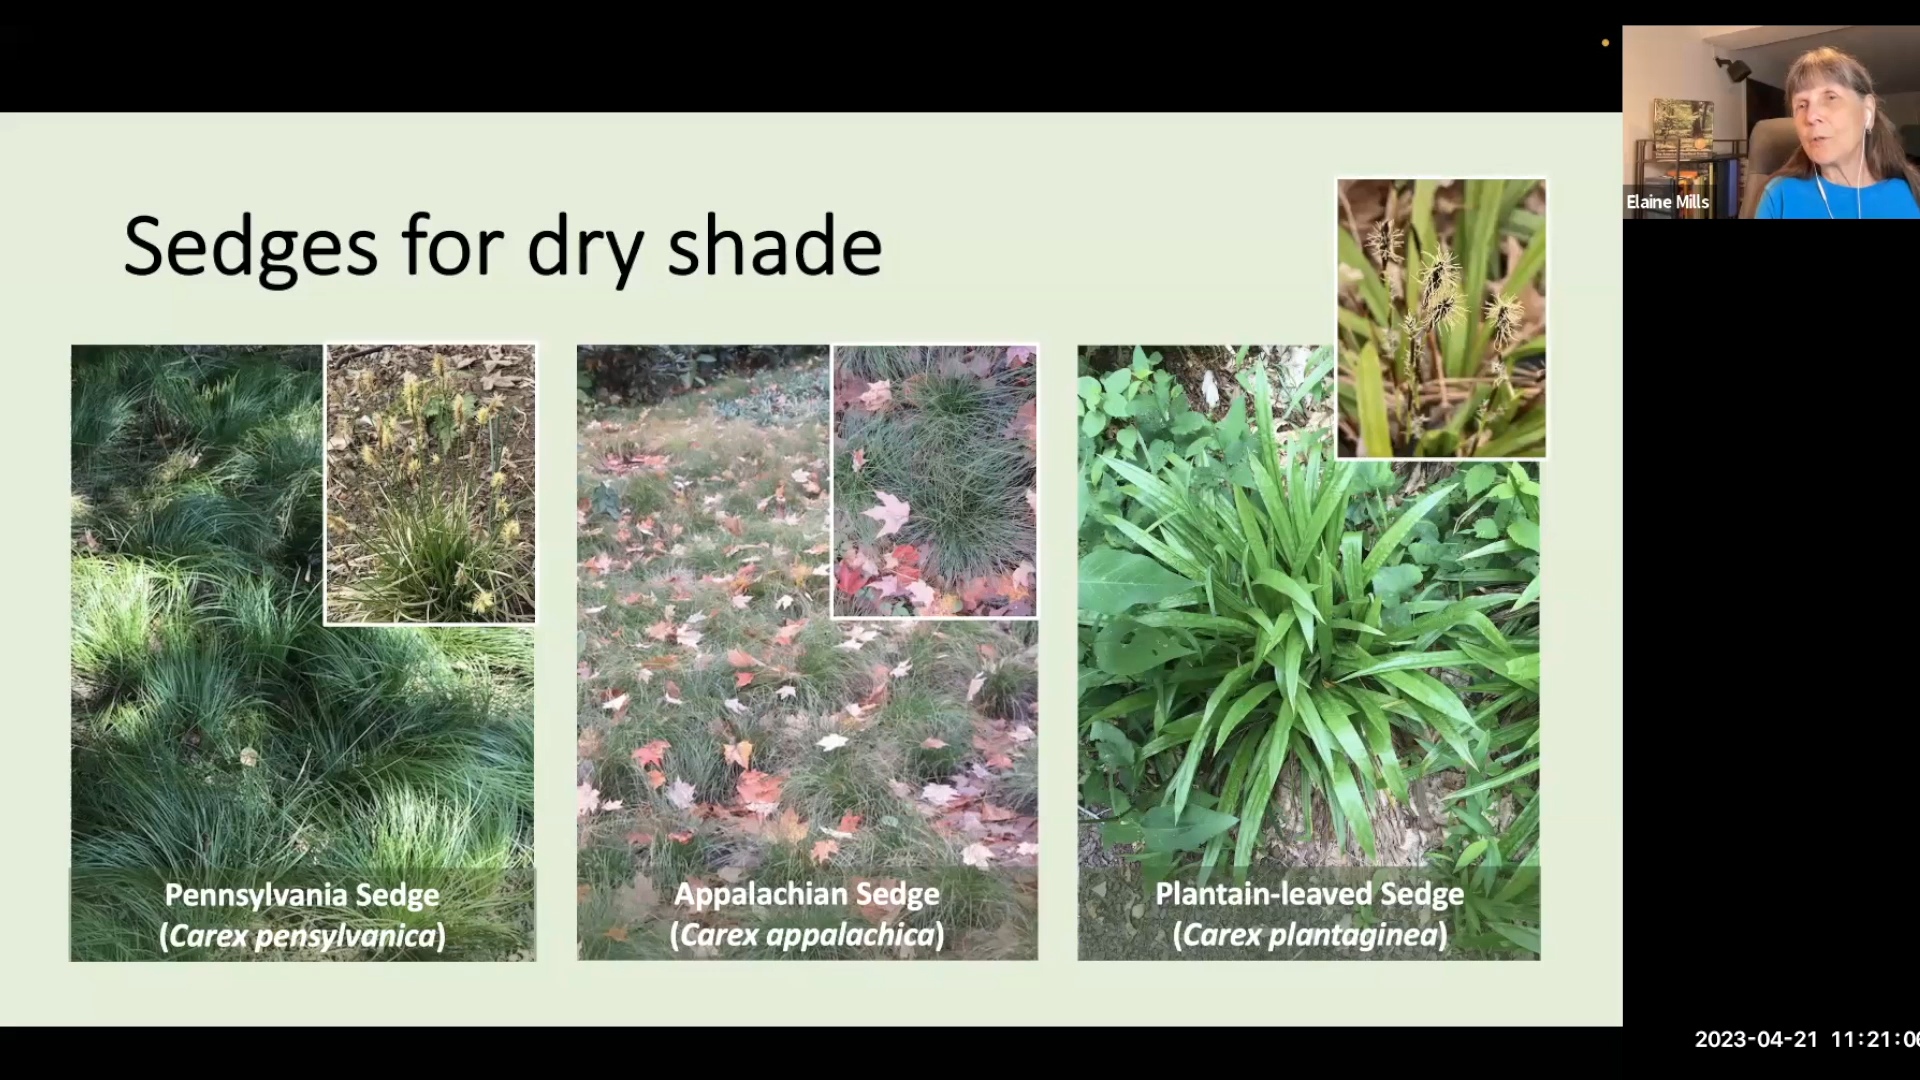 Elaine Mills
Sedges for dry shade
Pennsylvania Sedge
(Carex pensylvanica)
Appalachian Sedge
(Carex appalachica)
Plantain-leaved Sedge
(Carex plantaginea)
2023-04-21 11:21:06